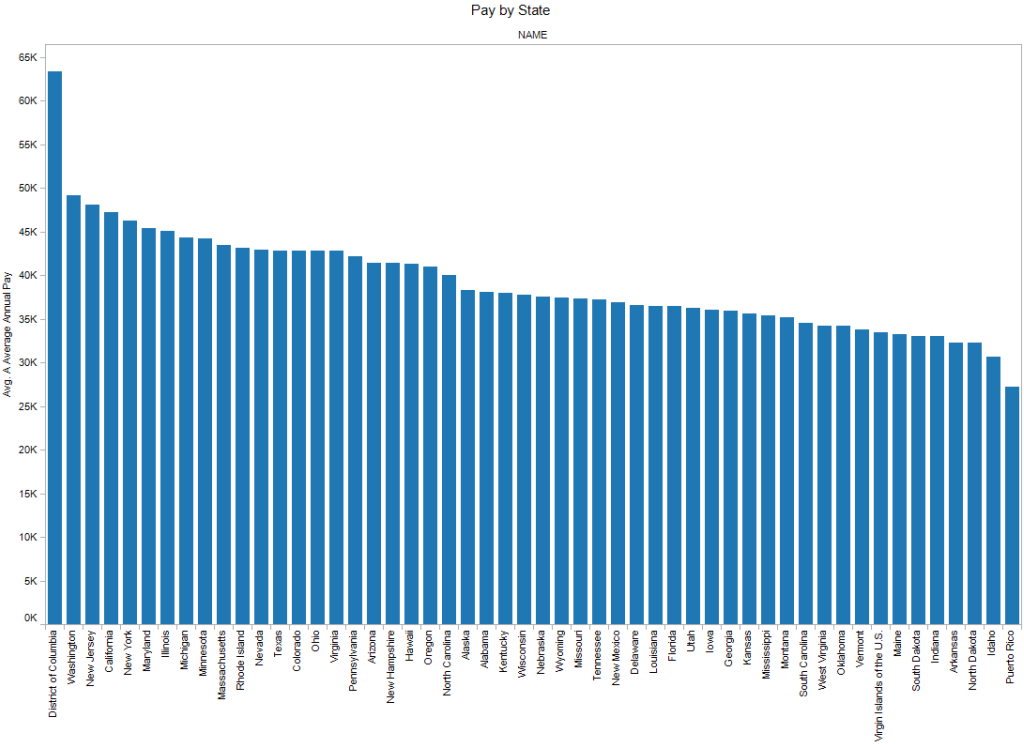 Pay by State
NAME
Avg. A Average Annual Pay
65K
60K
55K
50K
45K
40K
35K
30K
25K
20K
15K
10K
5K
0K
District of Columbia
Washington
New Jersey
California
New York
Maryland
Illinois
Michigan
Minnesota
Massachusetts
Rhode Island
Nevada
Texas
Colorado
Ohio
Virginia
Pennsylvania
Arizona
New Hampshire
Hawaii
Oregon
North Carolina
Alaska
Alabama
Kentucky
Wisconsin
Nebraska
Wyoming
Missouri
Tennessee
New Mexico
Delaware
Louisiana
Florida
Utah
Iowa
Georgia
Kansas
Mississippi
Montana
South Carolina
West Virginia
Oklahoma
Vermont
Virgin Islands of the U.S.
Maine
South Dakota
Indiana
Arkansas
North Dakota
Idaho
Puerto Rico